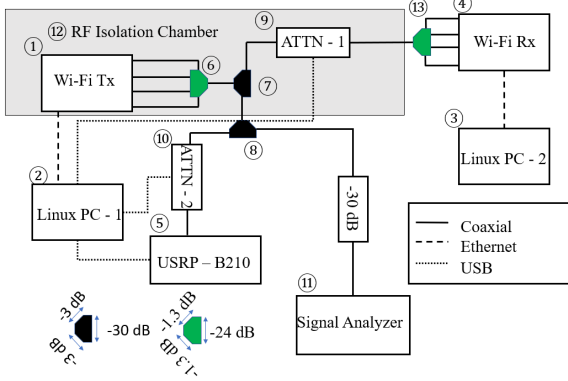 ⑫ RF Isolation Chamber
①
Wi-Fi Tx
⑥
⑦
⑨
ATTN - 1
⑬
④
Wi-Fi Rx
③
Linux PC - 2
⑧
⑩
ATTN - 2
②
Linux PC - 1
⑤
USRP – B210
-30 dB
⑪
Signal Analyzer
Coaxial
Ethernet
USB
-3 dB
-3 dB
-30 dB
-1.3 dB
-1.3 dB
-24 dB